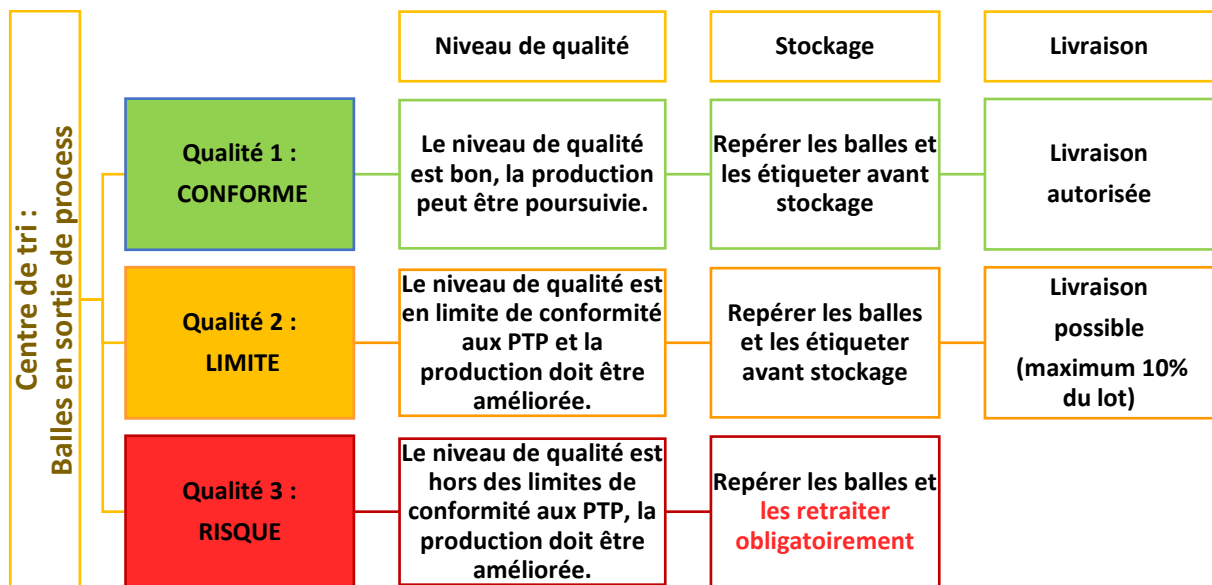 Centre de tri :
Balles en sortie de process
Niveau de qualité
Stockage
Livraison
Qualité 1 :
CONFORME
Le niveau de qualité
est bon, la production
peut être poursuivie.
Repérer les balles et
les étiqueter avant
stockage
Livraison
autorisée
Qualité 2 :
LIMITE
Le niveau de qualité est
en limite de conformité
aux PTP et la
production doit être
améliorée.
Repérer les balles
et les étiqueter
avant stockage
Livraison
possible
(maximum 10%
du lot)
Qualité 3 :
RISQUE
Le niveau de qualité est
hors des limites de
conformité aux PTP, la
production doit être
améliorée.
Repérer les balles et
les retraiter
obligatoirement